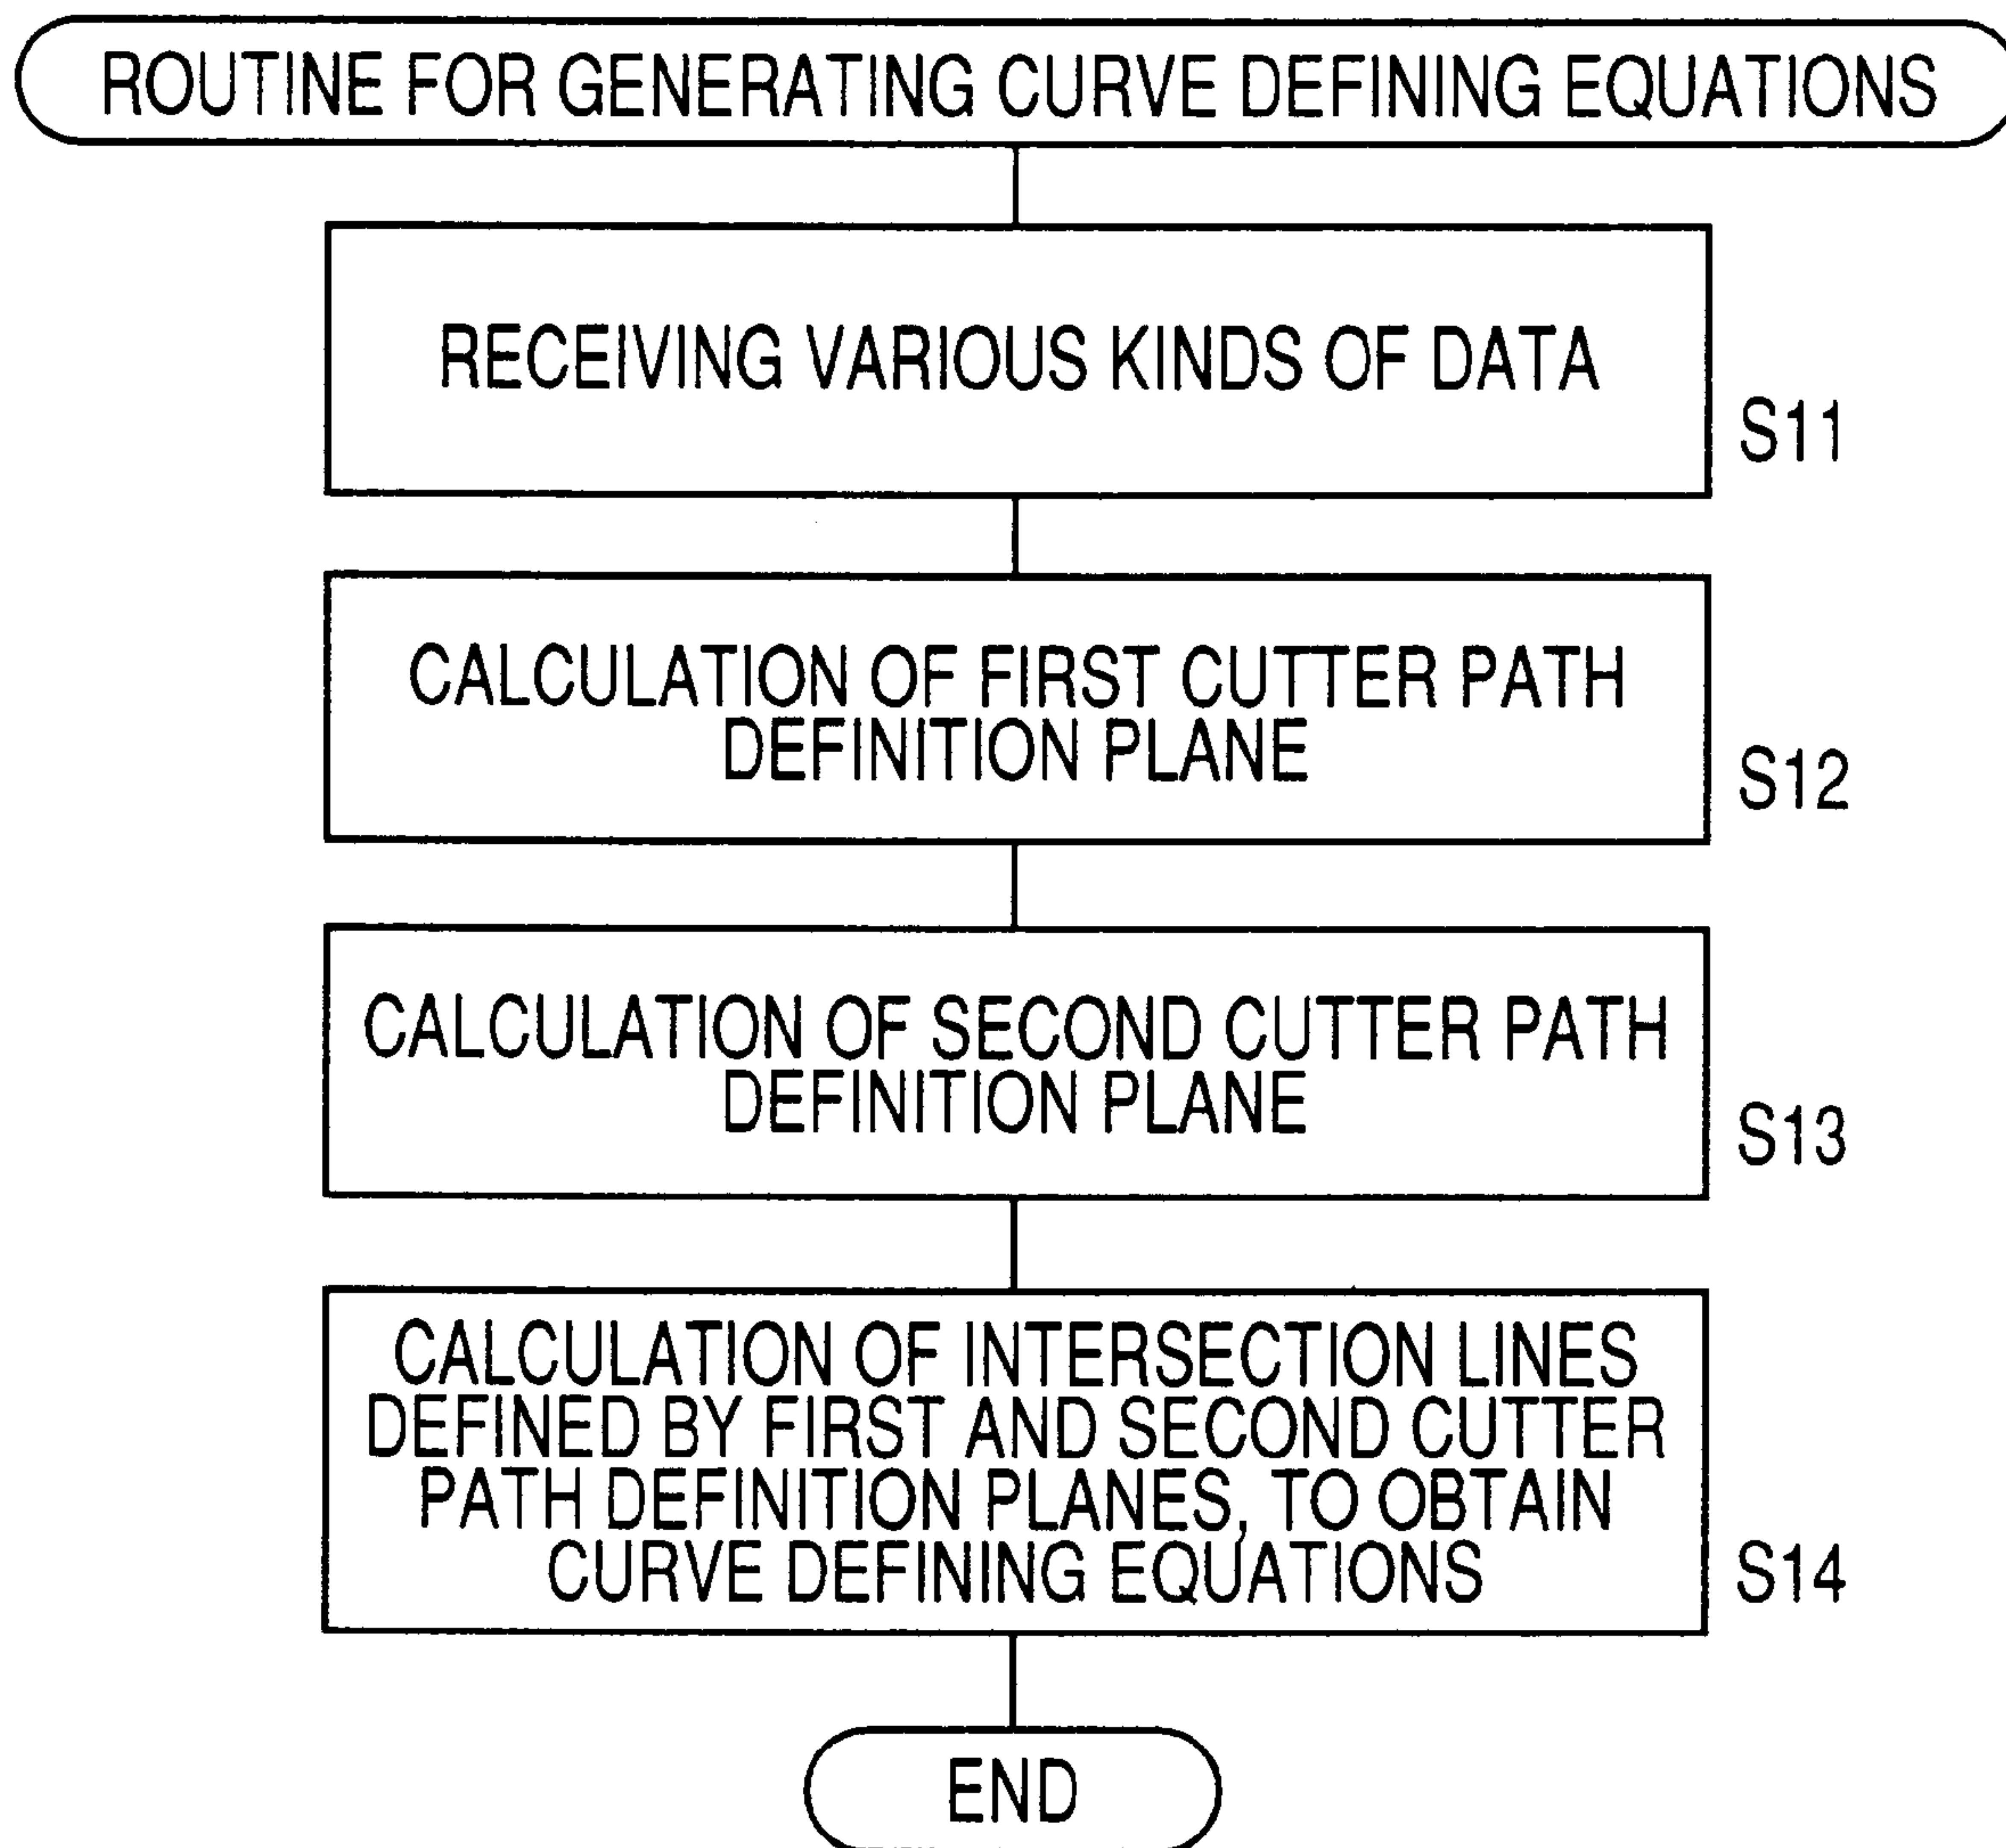 ROUTINE FOR GENERATING CURVE DEFINING EQUATIONS
RECEIVING VARIOUS KINDS OF DATA
S11
CALCULATION OF FIRST CUTTER PATH
DEFINITION PLANE
S12
CALCULATION OF SECOND CUTTER PATH
DEFINITION PLANE
S13
CALCULATION OF INTERSECTION LINES
DEFINED BY FIRST AND SECOND CUTTER
PATH DEFINITION PLANES, TO OBTAIN
CURVE DEFINING EQUATIONS
S14
END